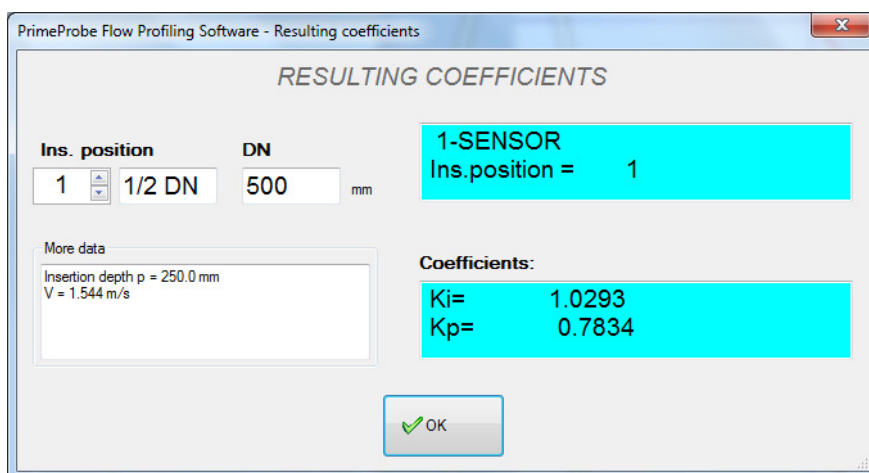 PrimeProbe Flow Profiling Software - Resulting coefficients
RESULTING COEFFICIENTS
Ins. position
DN
1
1/2 DN
500
mm
1-SENSOR
Ins.position = 1
More data
Insertion depth p = 250.0 mm
V = 1.544 m/s
Coefficients:
Ki= 1.0293
Kp= 0.7834
OK